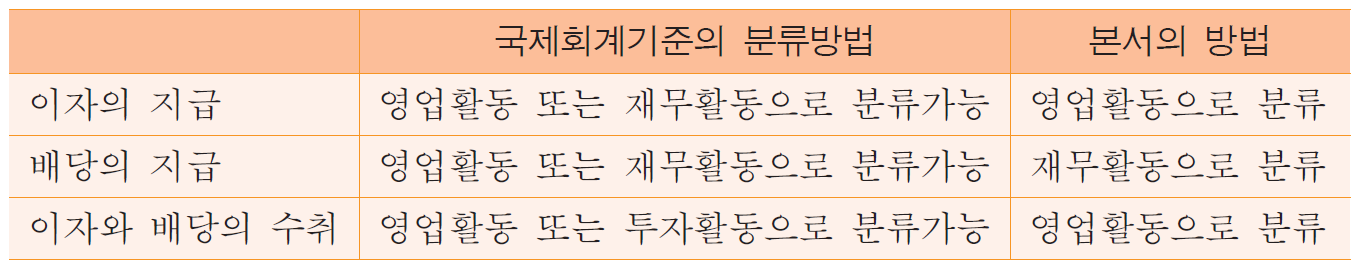 국제회계기준의 분류방법 본서의 방법
이자의 지급 영업활동 또는 재무활동으로 분류가능 영업활동으로 분류
배당의 지급 영업활동 또는 재무활동으로 분류가능 재무활동으로 분류
이자와 배당의 수취 영업활동 또는 투자활동으로 분류가능 영업활동으로 분류